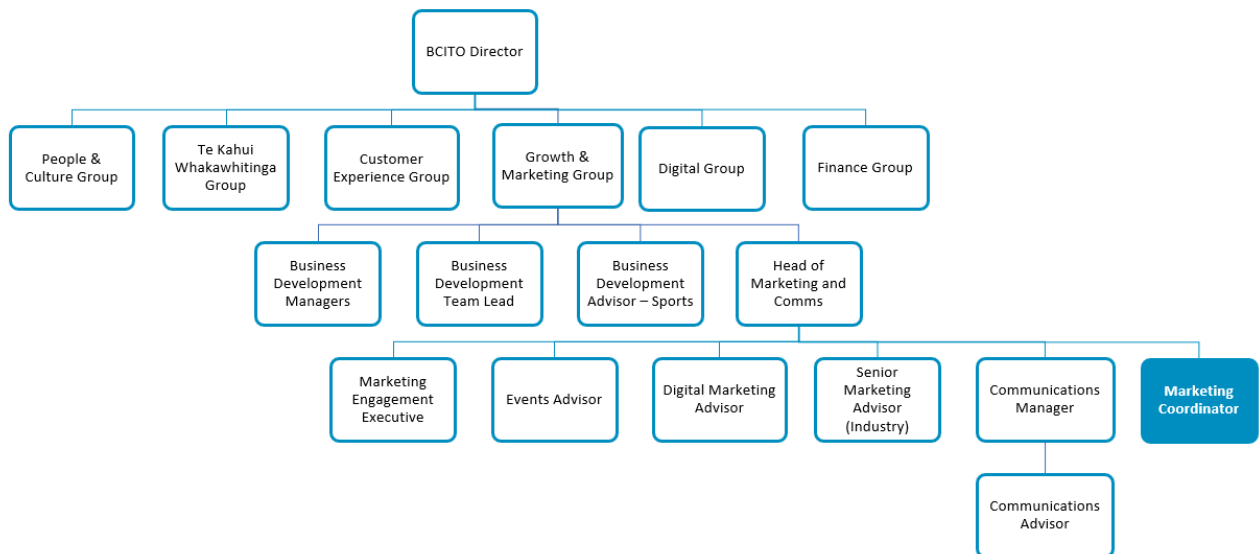 BCITO Director
People &
Culture Group
Te Kahui
Whakawhitinga
Group
Customer
Experience Group
Growth &
Marketing Group
Digital Group
Finance Group
Business
Development
Managers
Business
Development
Team Lead
Business
Development
Advisor – Sports
Head of
Marketing and
Comms
Marketing
Engagement
Executive
Events Advisor
Digital Marketing
Advisor
Senior
Marketing
Advisor
(Industry)
Communications
Manager
Marketing
Coordinator
Communications
Advisor